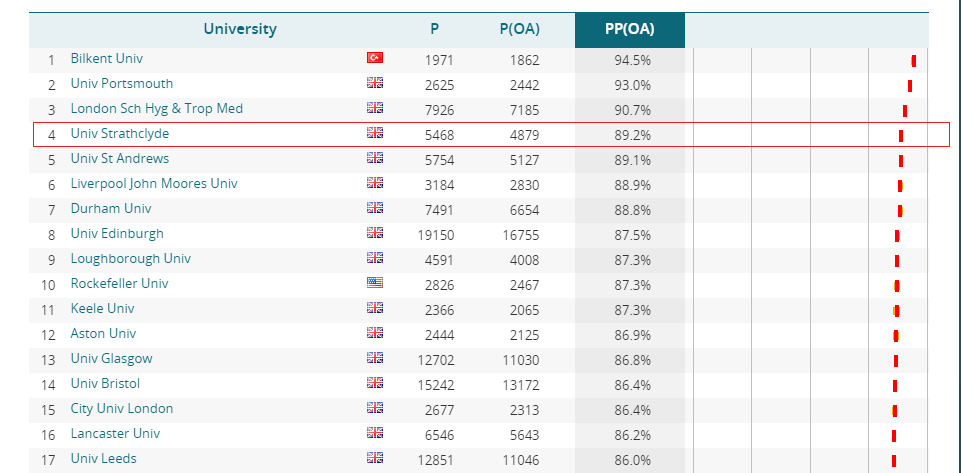 University P P(OA) PP(OA)
1 Bilkent Univ 1971 1862 94.5%
2 Univ Portsmouth 2625 2442 93.0%
3 London Sch Hyg & Trop Med 7926 7185 90.7%
4 Univ Strathclyde 5468 4879 89.2%
5 Univ St Andrews 5754 5127 89.1%
6 Liverpool John Moores Univ 3184 2830 88.9%
7 Durham Univ 7491 6654 88.8%
8 Univ Edinburgh 19150 16755 87.5%
9 Loughborough Univ 4591 4008 87.3%
10 Rockefeller Univ 2826 2467 87.3%
11 Keele Univ 2366 2065 87.3%
12 Aston Univ 2444 2125 86.9%
13 Univ Glasgow 12702 11030 86.8%
14 Univ Bristol 15242 13172 86.4%
15 City Univ London 2677 2313 86.4%
16 Lancaster Univ 6546 5643 86.2%
17 Univ Leeds 12851 11046 86.0%